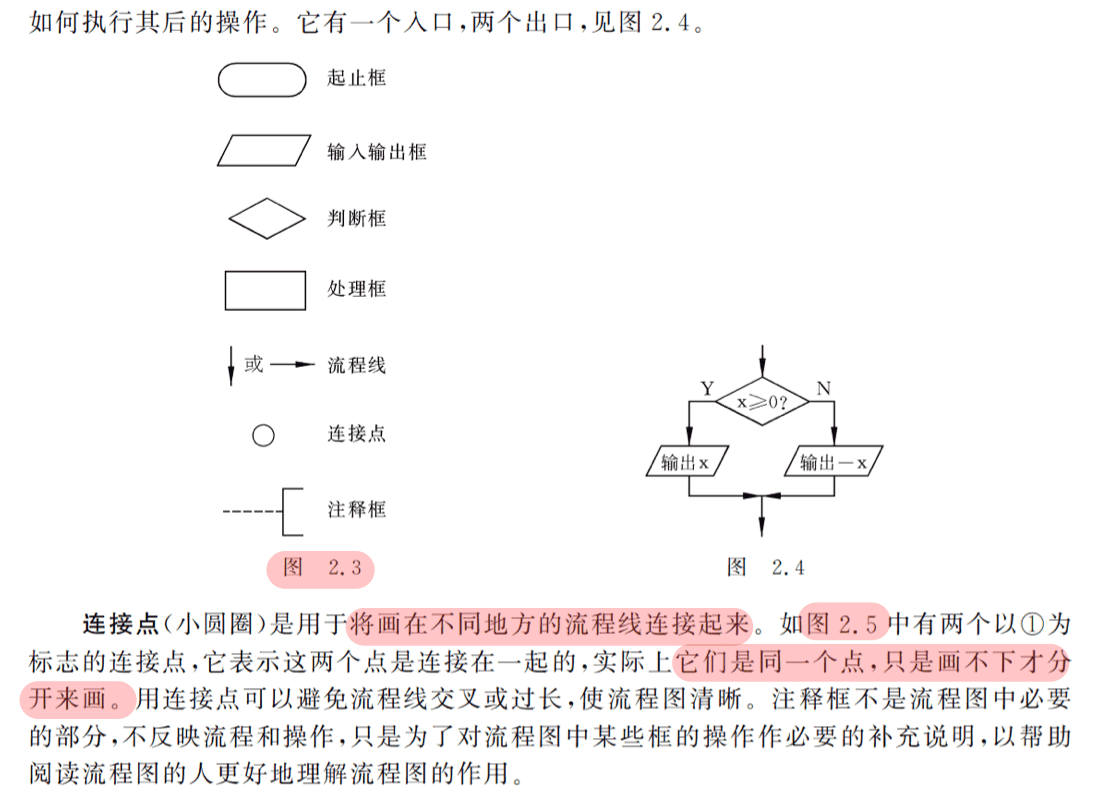 如何执行其后的操作。它有一个入口,两个出口,见图 2.4。
起止框
输入输出框
判断框
处理框
或
流程线
连接点
注释框
图 2.3
Y
N
x⩾0?
输出x
输出-x
图 2.4
连接点(小圆圈)是用于将画在不同地方的流程线连接起来。如图 2.5 中有两个以①为
标志的连接点,它表示这两个点是连接在一起的,实际上它们是同一个点,只是画不下才分
开来画。用连接点可以避免流程线交叉或过长,使流程图清晰。注释框不是流程图中必要
的部分,不反映流程和操作,只是为了对流程图中某些框的操作作必要的补充说明,以帮助
阅读流程图的人更好地理解流程图的作用。